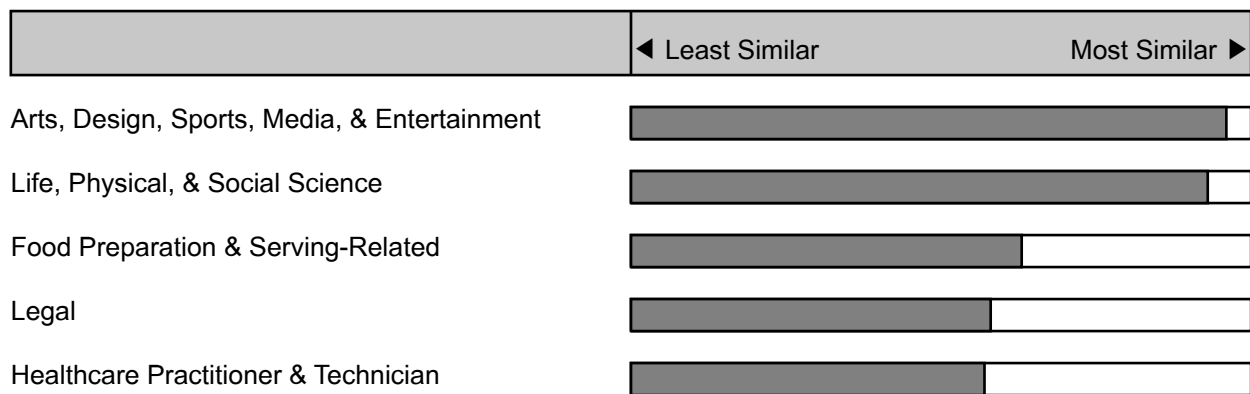 ◀ Least Similar Most Similar ▶
Arts, Design, Sports, Media, & Entertainment
Life, Physical, & Social Science
Food Preparation & Serving-Related
Legal
Healthcare Practitioner & Technician